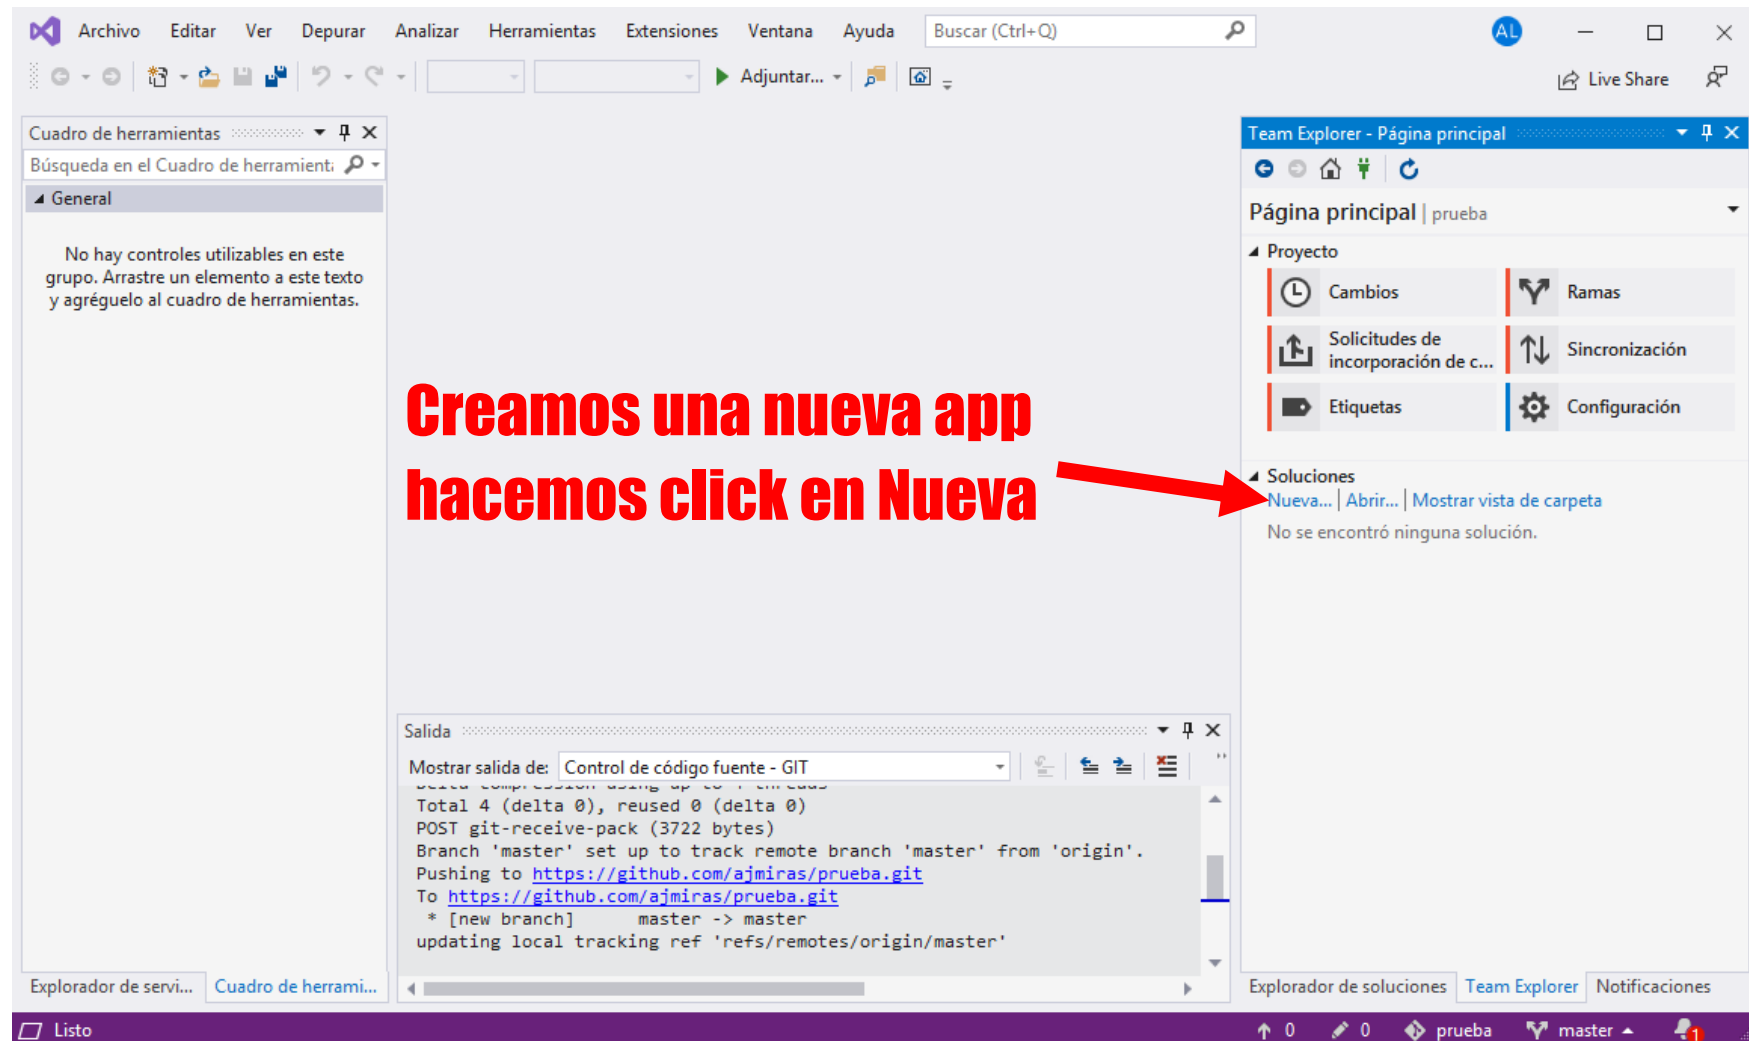 Archivo Editar Ver Depurar Analizar Herramientas Extensiones Ventana Ayuda Buscar (Ctrl+Q) AL
Adjuntar... Live Share
Cuadro de herramientas
Búsqueda en el Cuadro de herramient
General
No hay controles utilizables en este
grupo. Arrastre un elemento a este texto
y agréguelo al cuadro de herramientas.
Creamos una nueva app
hacemos click en Nueva
Team Explorer - Página principal
Página principal | prueba
Proyecto
Cambios
Ramas
Solicitudes de
incorporación de c...
Sincronización
Etiquetas
Configuración
Soluciones
Nueva... | Abrir... | Mostrar vista de carpeta
No se encontró ninguna solución.
Salida
Mostrar salida de: Control de código fuente - GIT
Delta compression using up to 4 threads
Total 4 (delta 0), reused 0 (delta 0)
POST git-receive-pack (3722 bytes)
Branch 'master' set up to track remote branch 'master' from 'origin'.
Pushing to https://github.com/ajmiras/prueba.git
To https://github.com/ajmiras/prueba.git
* [new branch] master -> master
updating local tracking ref 'refs/remotes/origin/master'
Explorador de servi... Cuadro de herrami...
Explorador de soluciones Team Explorer Notificaciones
Listo 0 0 prueba master 1